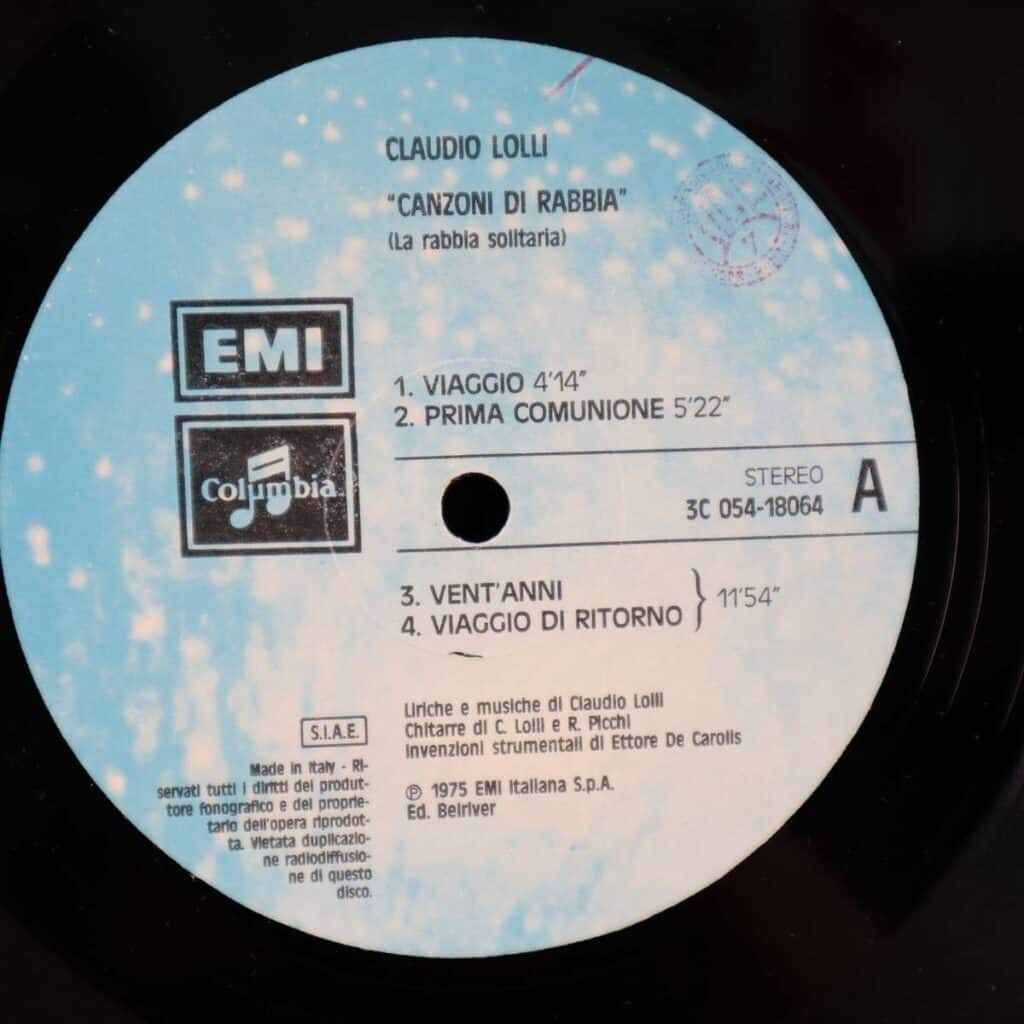 CLAUDIO LOLLI
"CANZONI DI RABBIA"
(La rabbia solitaria)
EMI
Columbia
1. VIAGGIO 4'14"
2. PRIMA COMUNIONE 5'22"
STEREO
3C 054-18064
A
3. VENT'ANNI
4. VIAGGIO DI RITORNO
11'54"
Liriche e musiche di Claudio Lolli
Chitarre di C. Lolli e R. Picchi
Invenzioni strumentali di Ettore De Carolis
℗ 1975 EMI Italiana S.p.A.
Ed. Belriver
S.I.A.E.
Made in Italy - Ri-
servati tutti i diritti del produt-
tore fonografico e del proprie-
tario dell'opera riprodot-
ta. Vietata duplicazio-
ne radiodiffusio-
ne di questo
disco.